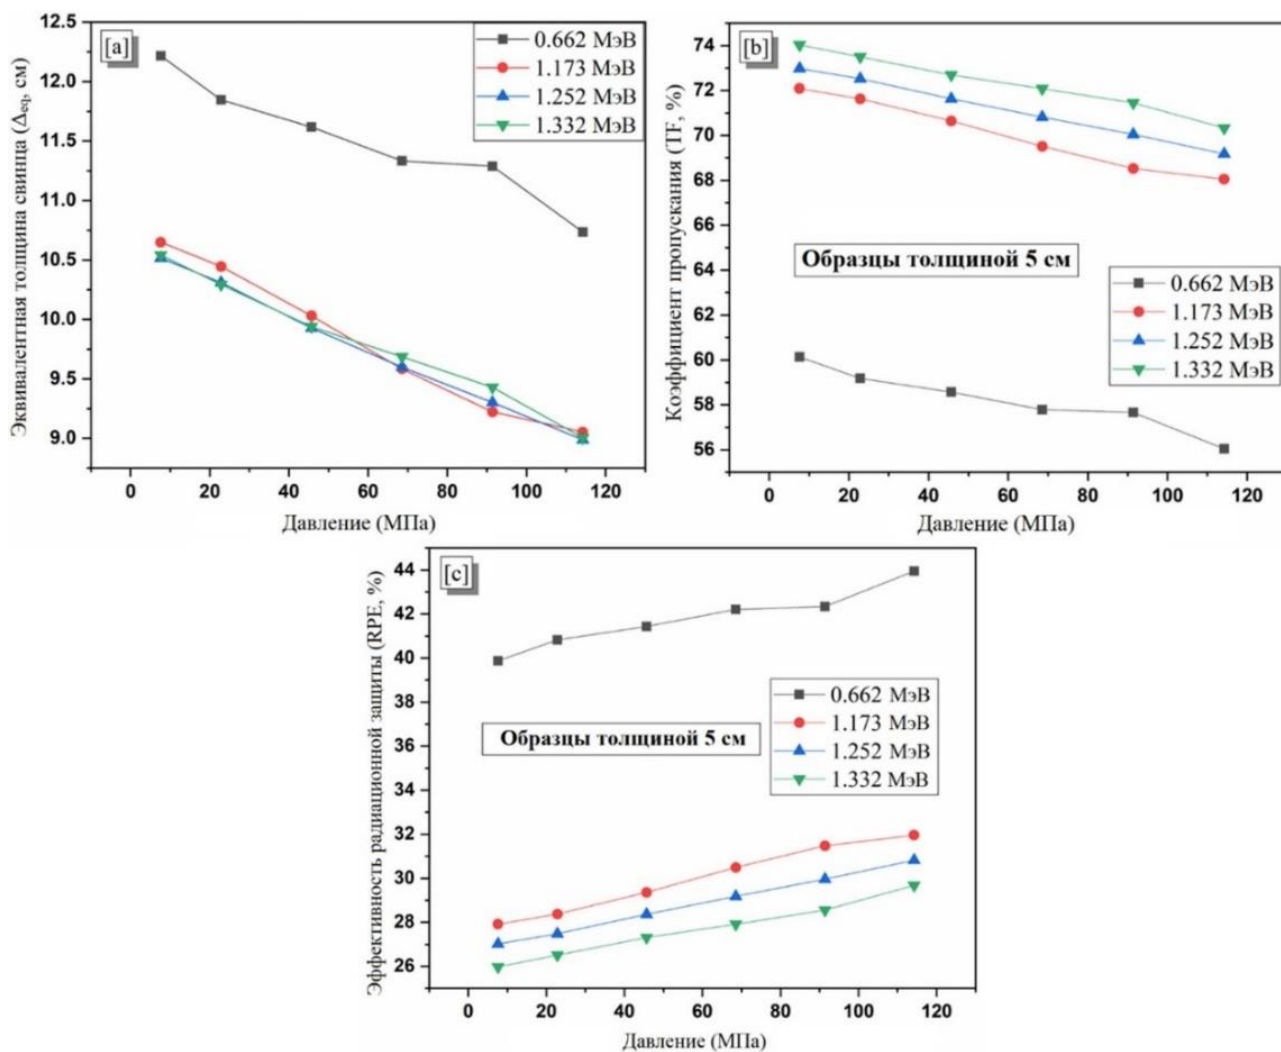 [a]
0.662 МэВ
1.173 МэВ
1.252 МэВ
1.332 МэВ
Эквивалентная толщина свинца (Δeq, см)
12.5
12.0
11.5
11.0
10.5
10.0
9.5
9.0
0 20 40 60 80 100 120
Давление (МПа)
[b]
Коэффициент пропускания (TF, %)
74
72
70
68
66
64
62
60
58
56
Образцы толщиной 5 см
0.662 МэВ
1.173 МэВ
1.252 МэВ
1.332 МэВ
0 20 40 60 80 100 120
Давление (МПа)
[c]
Эффективность радиационной защиты (RPE, %)
44
42
40
38
36
34
32
30
28
26
Образцы толщиной 5 см
0.662 МэВ
1.173 МэВ
1.252 МэВ
1.332 МэВ
0 20 40 60 80 100 120
Давление (МПа)